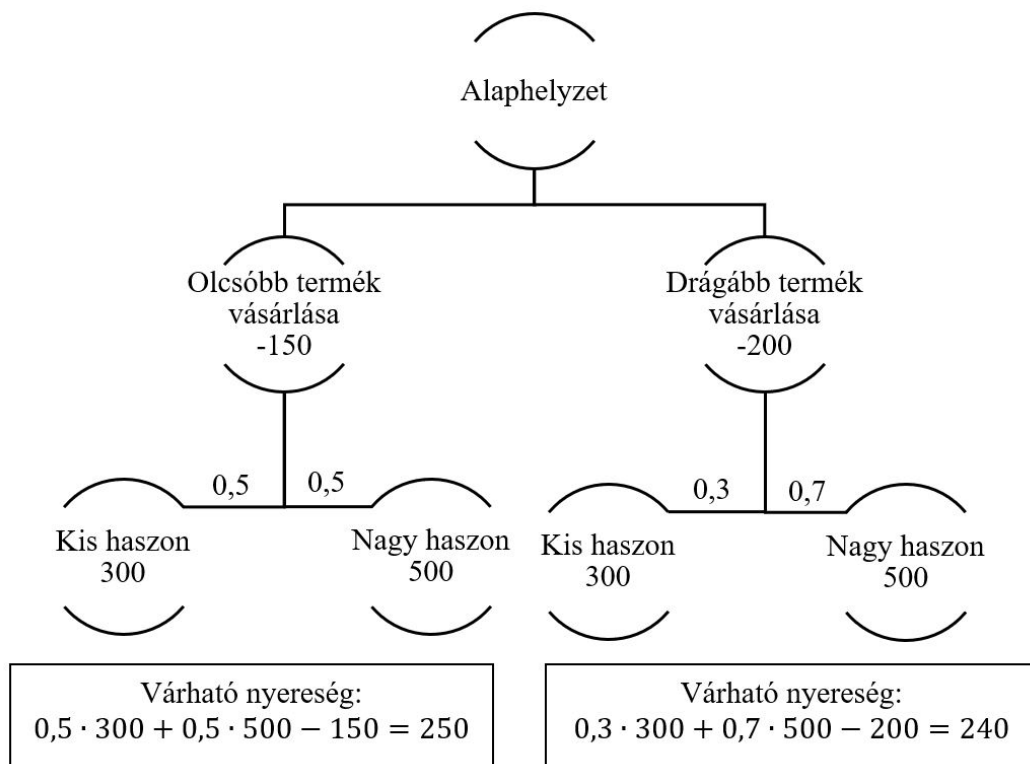 Alaphelyzet
Olcsóbb termék
vásárlása
-150
Drágább termék
vásárlása
-200
0,5
0,5
0,3
0,7
Kis haszon
300
Nagy haszon
500
Kis haszon
300
Nagy haszon
500
Várható nyereség:
0,5 · 300 + 0,5 · 500 − 150 = 250
Várható nyereség:
0,3 · 300 + 0,7 · 500 − 200 = 240